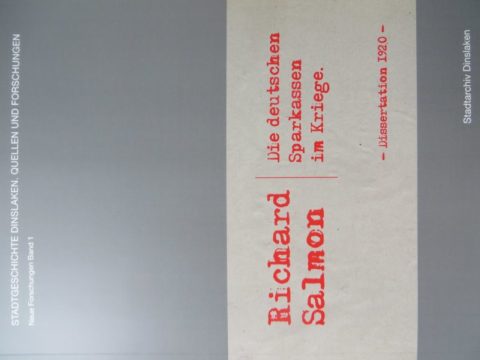 STADTGESCHICHTE DINSLAKEN. QUELLEN UND FORSCHUNGEN
Neue Forschungen Band 1
Richard
Salmon
Die deutschen
Sparkassen
im Kriege.
– Dissertation 1920 –
Stadtarchiv Dinslaken